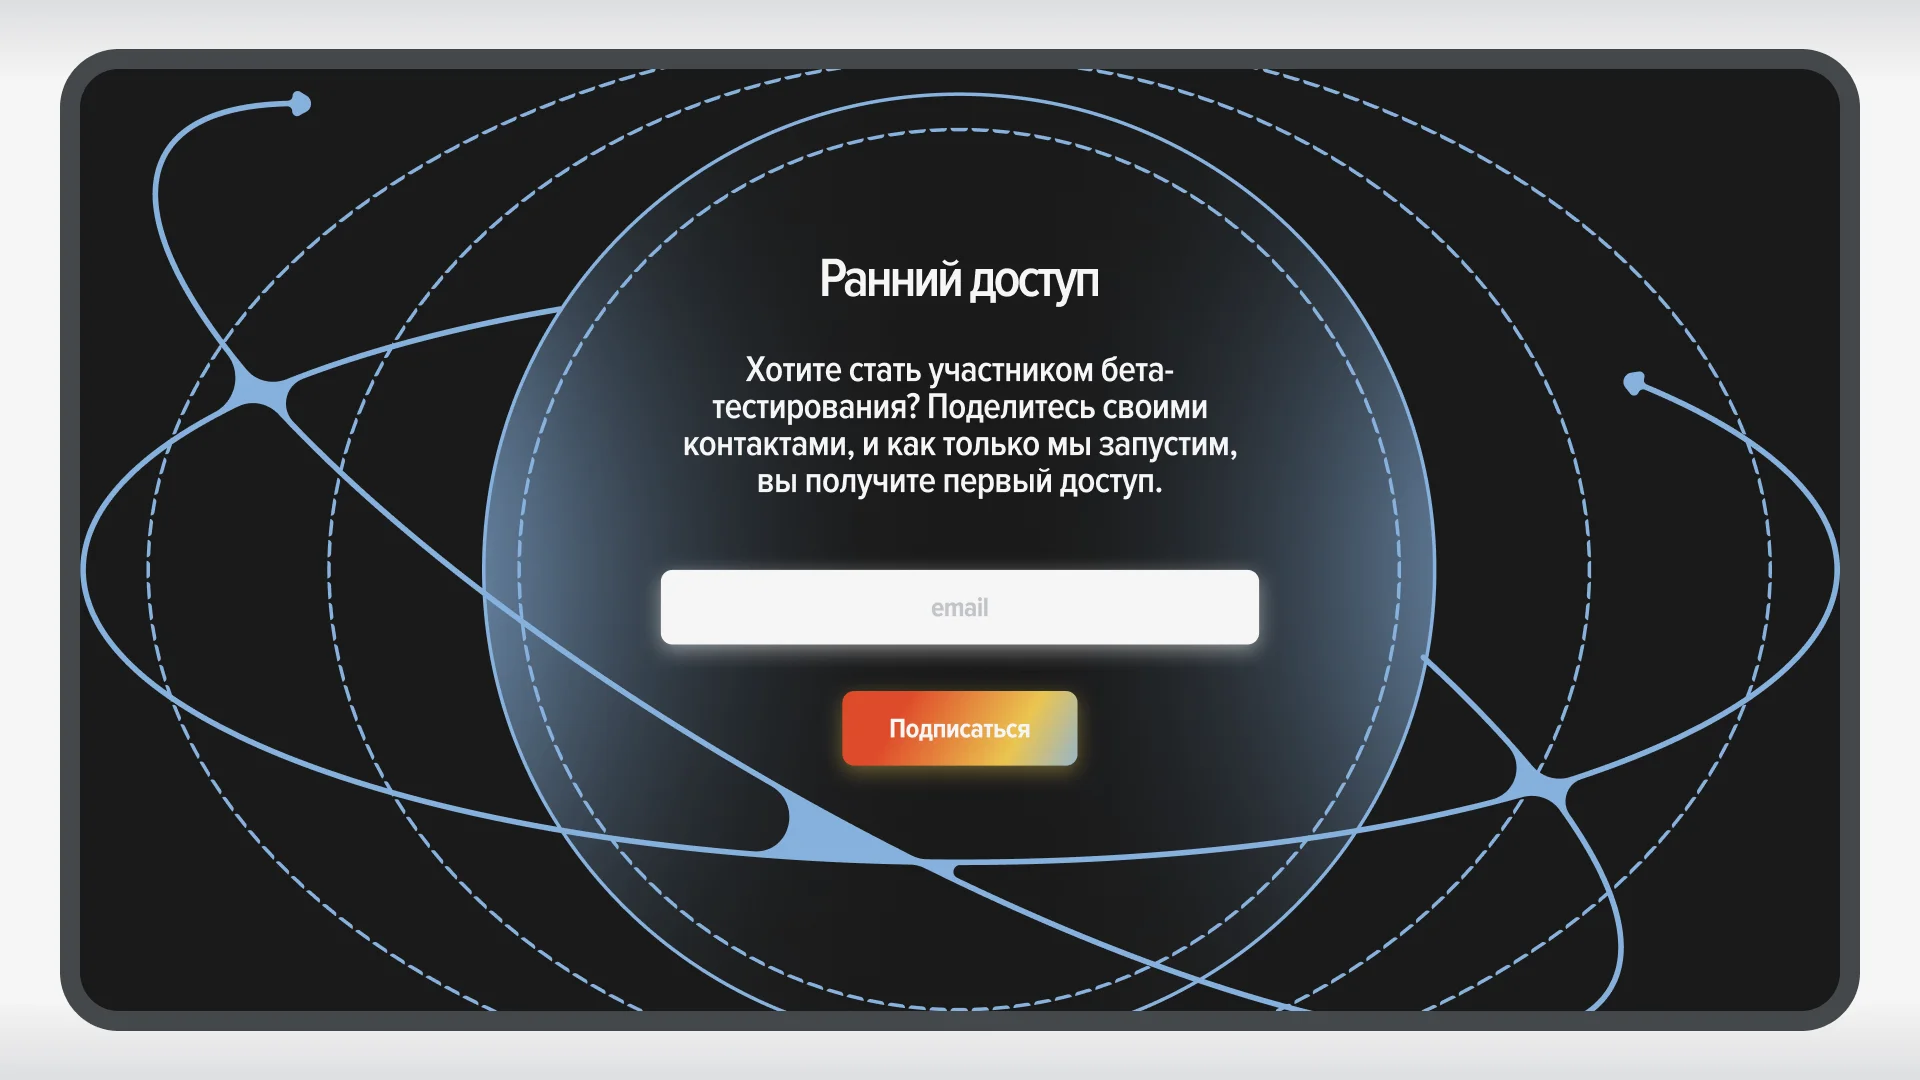 Ранний доступ
Хотите стать участником бета-
тестирования? Поделитесь своими
контактами, и как только мы запустим,
вы получите первый доступ.
email
Подписаться